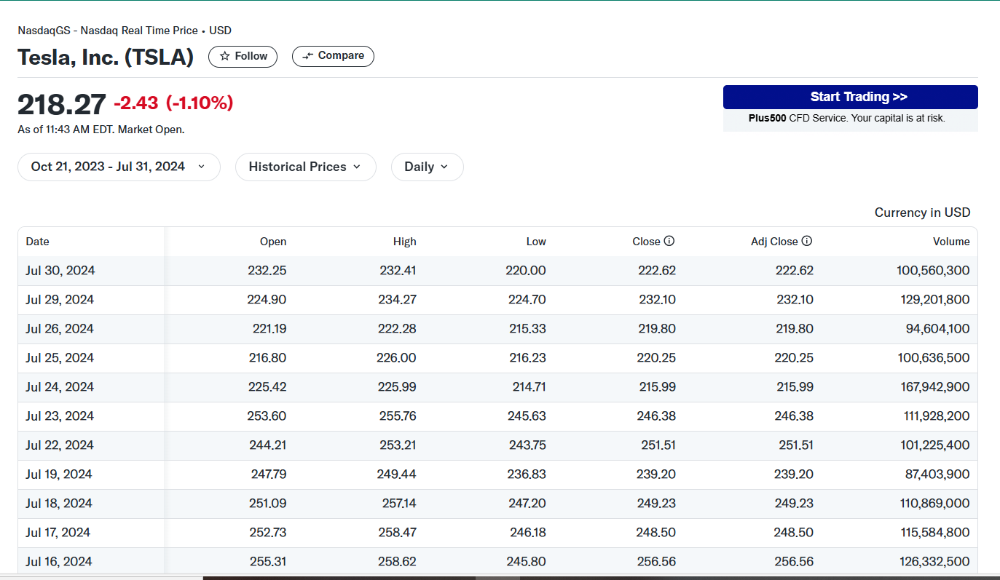 NasdaqGS - Nasdaq Real Time Price • USD
Tesla, Inc. (TSLA) Follow Compare
218.27 -2.43 (-1.10%)
As of 11:43 AM EDT. Market Open.
Start Trading >>
Plus500 CFD Service. Your capital is at risk.
Oct 21, 2023 - Jul 31, 2024 Historical Prices Daily
Currency in USD
Date Open High Low Close Adj Close Volume
Jul 30, 2024 232.25 232.41 220.00 222.62 222.62 100,560,300
Jul 29, 2024 224.90 234.27 224.70 232.10 232.10 129,201,800
Jul 26, 2024 221.19 222.28 215.33 219.80 219.80 94,604,100
Jul 25, 2024 216.80 226.00 216.23 220.25 220.25 100,636,500
Jul 24, 2024 225.42 225.99 214.71 215.99 215.99 167,942,900
Jul 23, 2024 253.60 255.76 245.63 246.38 246.38 111,928,200
Jul 22, 2024 244.21 253.21 243.75 251.51 251.51 101,225,400
Jul 19, 2024 247.79 249.44 236.83 239.20 239.20 87,403,900
Jul 18, 2024 251.09 257.14 247.20 249.23 249.23 110,869,000
Jul 17, 2024 252.73 258.47 246.18 248.50 248.50 115,584,800
Jul 16, 2024 255.31 258.62 245.80 256.56 256.56 126,332,500